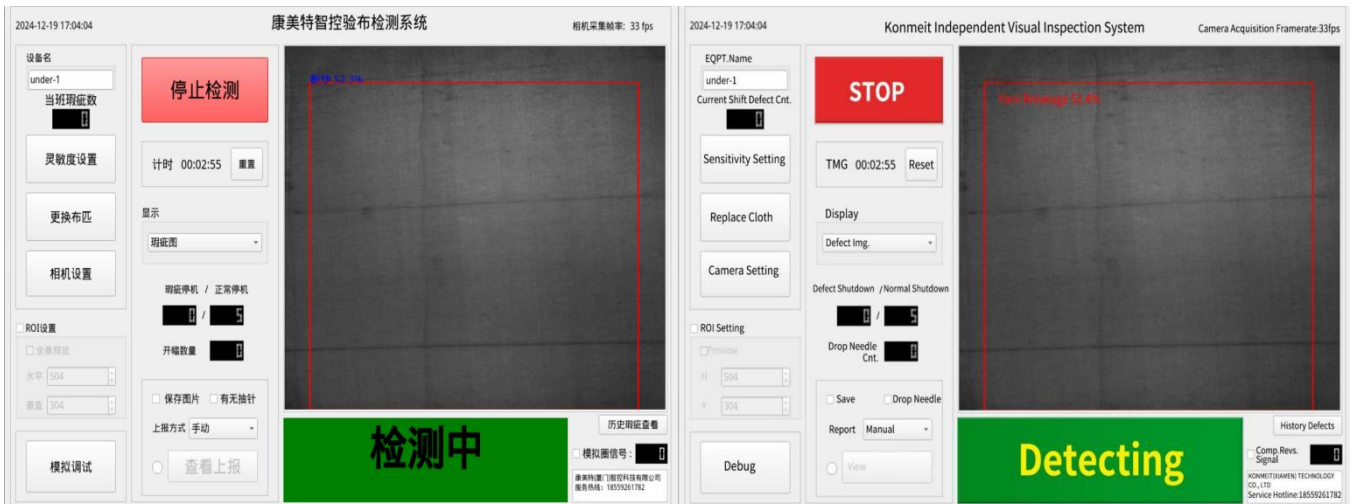 2024-12-19 17:04:04
康美特智控验布检测系统
相机采集帧率: 33 fps
设备名
under-1
当班瑕疵数
0
灵敏度设置
更换布匹
相机设置
ROI设置
全景预览
水平 504
垂直 304
模拟调试
停止检测
计时 00:02:55 重置
显示
瑕疵图
瑕疵停机 / 正常停机
0 / 5
开幅数量 0
保存图片 有无抽针
上报方式 手动
查看上报
断纱 52.3%
检测中
历史瑕疵查看
模拟圈信号: 0
康美特(厦门)智控科技有限公司
服务热线: 18559261782
2024-12-19 17:04:04
Konmeit Independent Visual Inspection System
Camera Acquisition Framerate:33fps
EQPT.Name
under-1
Current Shift Defect Cnt.
0
Sensitivity Setting
Replace Cloth
Camera Setting
ROI Setting
Preview
H 504
V 304
Debug
STOP
TMG 00:02:55 Reset
Display
Defect Img.
Defect Shutdown /Normal Shutdown
0 / 5
Drop Needle
Cnt. 0
Save Drop Needle
Report Manual
View
Detecting
History Defects
Comp.Revs.
Signal 0
KONMEIT(XIAMEN) TECHNOLOGY
CO., LTD
Service Hotline:18559261782